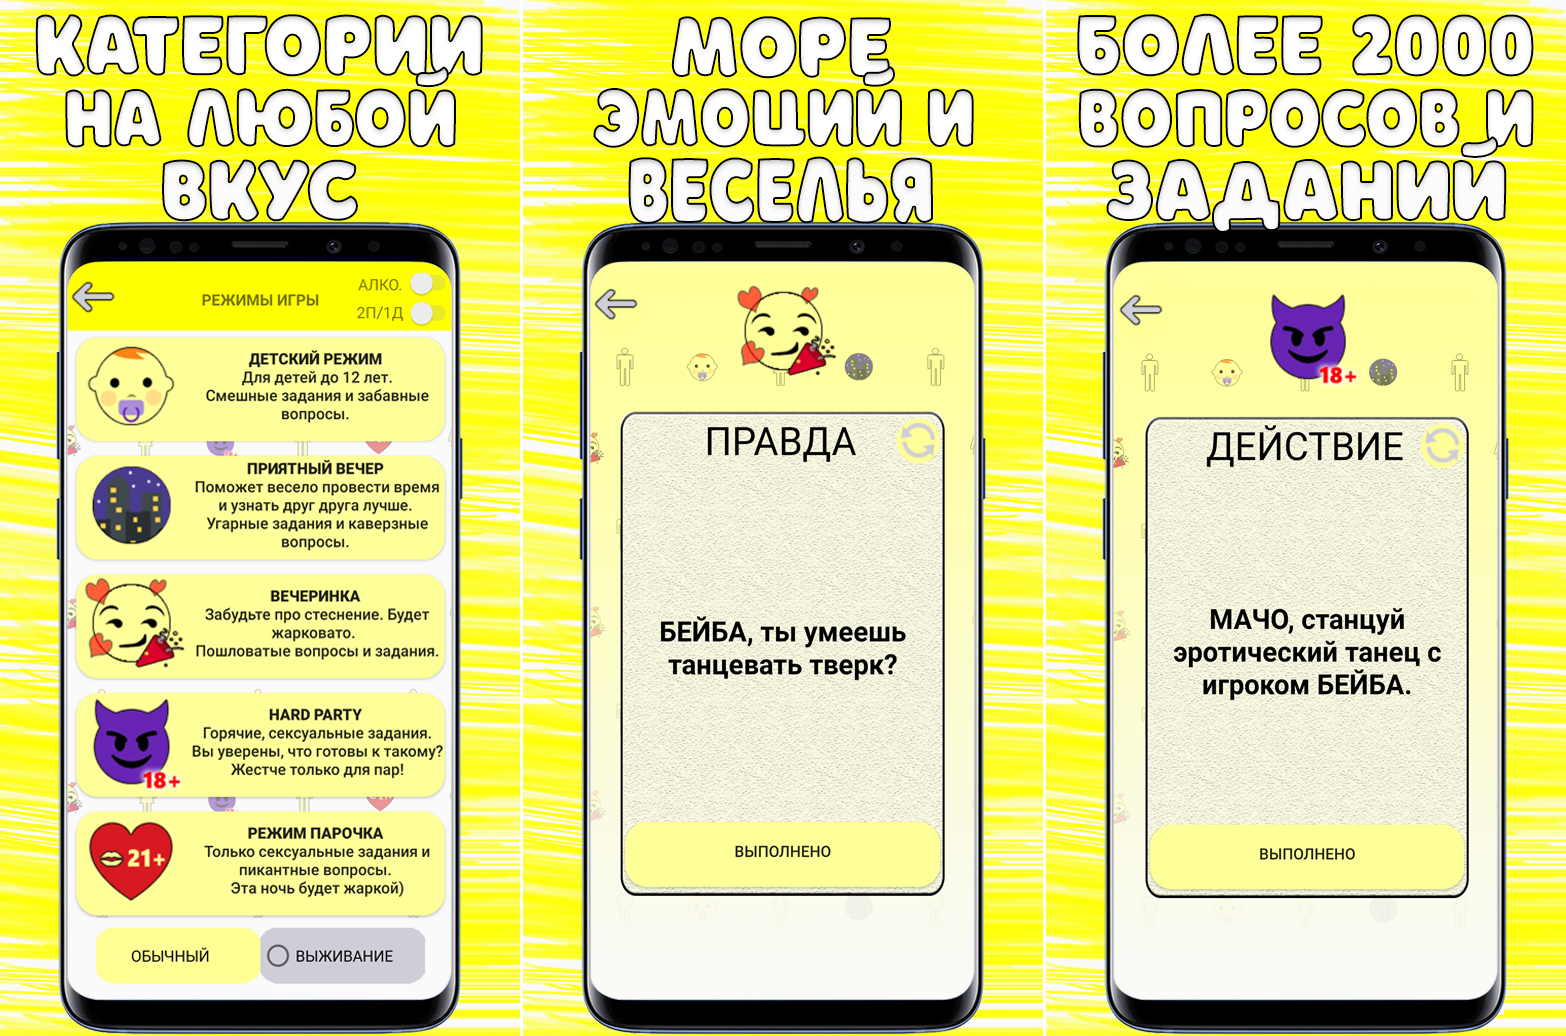 КАТЕГОРИИ
НА ЛЮБОЙ
ВКУС
РЕЖИМЫ ИГРЫ
АЛКО.
2П/1Д
ДЕТСКИЙ РЕЖИМ
Для детей до 12 лет.
Смешные задания и забавные
вопросы.
ПРИЯТНЫЙ ВЕЧЕР
Поможет весело провести время
и узнать друг друга лучше.
Угарные задания и каверзные
вопросы.
ВЕЧЕРИНКА
Забудьте про стеснение. Будет
жарковато.
Пошловатые вопросы и задания.
HARD PARTY
Горячие, сексуальные задания.
Вы уверены, что готовы к такому?
Жестче только для пар!
18+
РЕЖИМ ПАРОЧКА
Только сексуальные задания и
пикантные вопросы.
Эта ночь будет жаркой)
21+
ОБЫЧНЫЙ
ВЫЖИВАНИЕ
МОРЕ
ЭМОЦИЙ И
ВЕСЕЛЬЯ
ПРАВДА
БЕЙБА, ты умеешь
танцевать тверк?
ВЫПОЛНЕНО
БОЛЕЕ 2000
ВОПРОСОВ И
ЗАДАНИЙ
18+
ДЕЙСТВИЕ
МАЧО, станцуй
эротический танец с
игроком БЕЙБА.
ВЫПОЛНЕНО